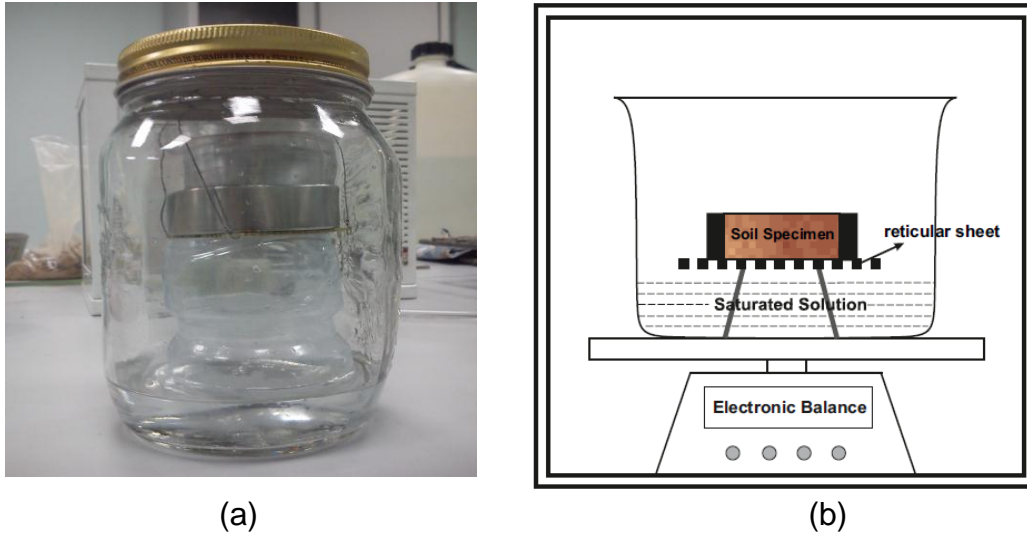 Soil Specimen
reticular sheet
Saturated Solution
Electronic Balance
(a)
(b)